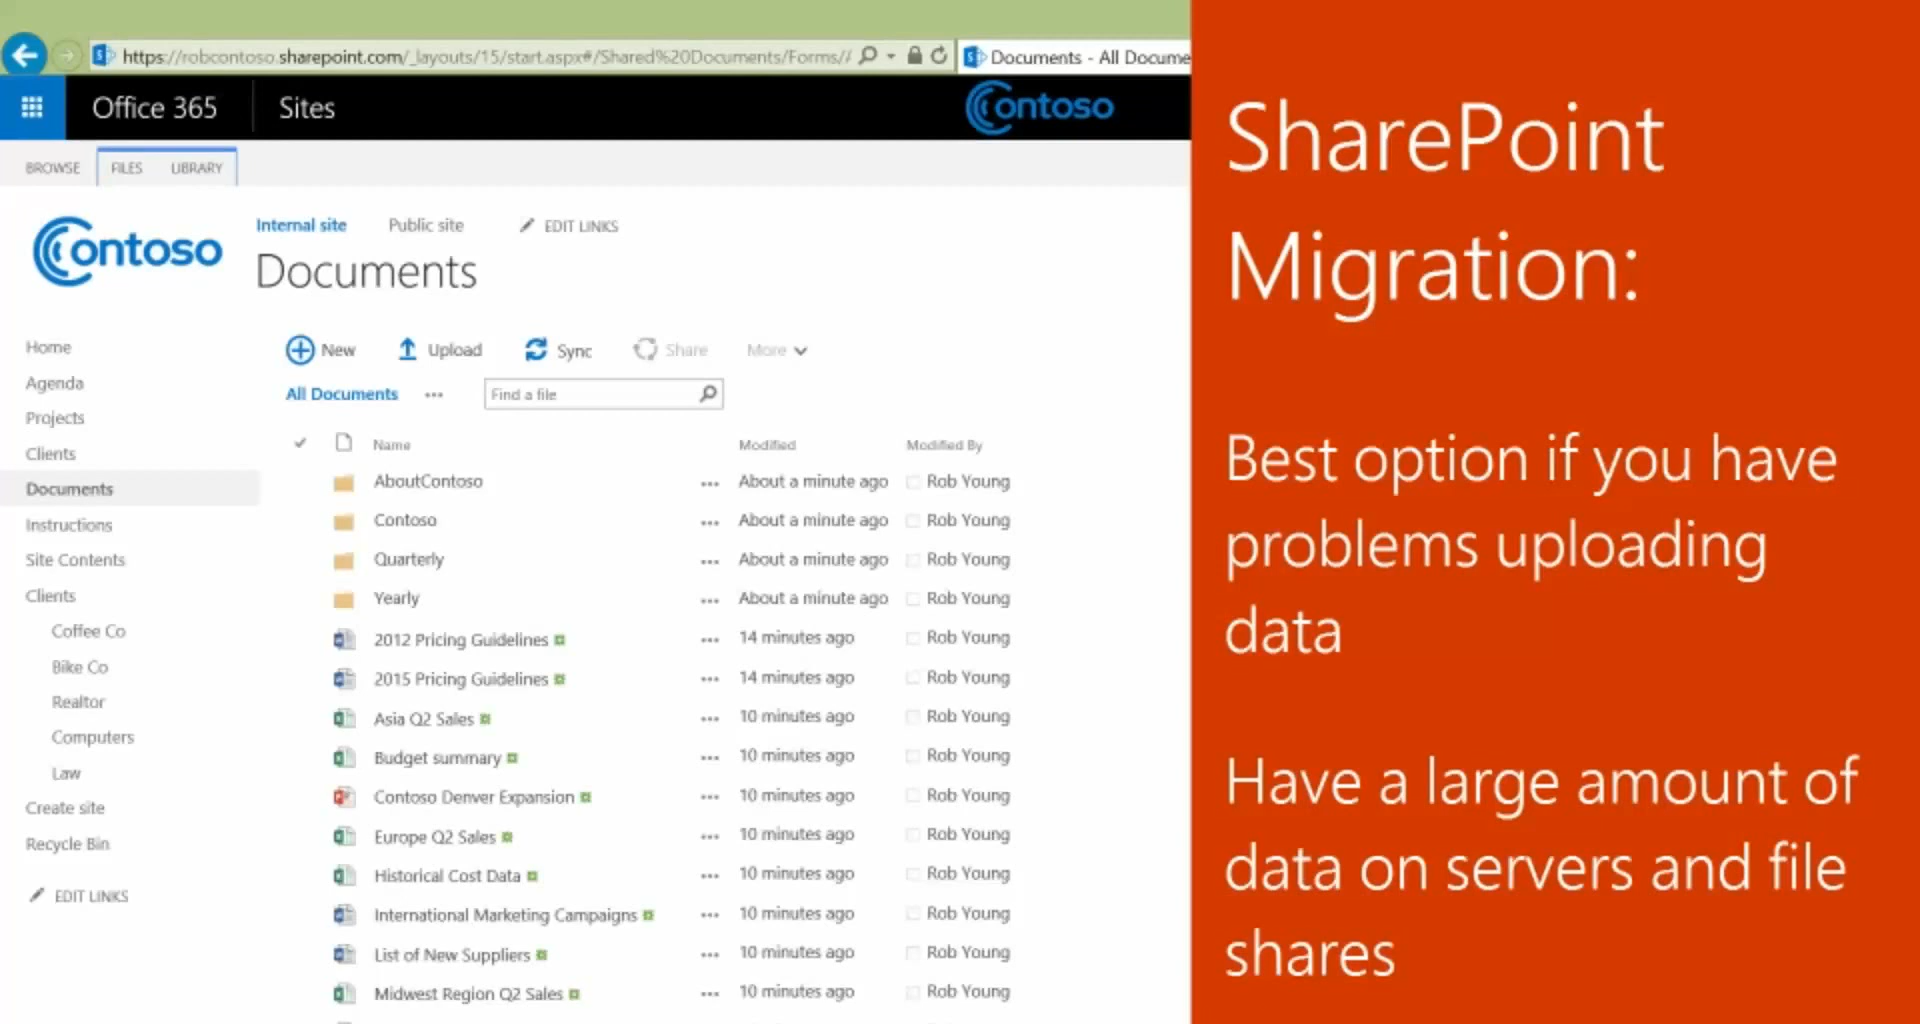 https://robcontoso.sharepoint.com/_layouts/15/start.aspx#/Shared%20Documents/Forms//
Documents - All Docume
Office 365
Sites
Contoso
BROWSE
FILES
LIBRARY
Contoso
Internal site
Public site
EDIT LINKS
Documents
Home
Agenda
Projects
Clients
Documents
Instructions
Site Contents
Clients
Coffee Co
Bike Co
Realtor
Computers
Law
Create site
Recycle Bin
EDIT LINKS
New
Upload
Sync
Share
More
All Documents
Find a file
Name Modified Modified By
AboutContoso ... About a minute ago Rob Young
Contoso ... About a minute ago Rob Young
Quarterly ... About a minute ago Rob Young
Yearly ... About a minute ago Rob Young
2012 Pricing Guidelines ... 14 minutes ago Rob Young
2015 Pricing Guidelines ... 14 minutes ago Rob Young
Asia Q2 Sales ... 10 minutes ago Rob Young
Budget summary ... 10 minutes ago Rob Young
Contoso Denver Expansion ... 10 minutes ago Rob Young
Europe Q2 Sales ... 10 minutes ago Rob Young
Historical Cost Data ... 10 minutes ago Rob Young
International Marketing Campaigns ... 10 minutes ago Rob Young
List of New Suppliers ... 10 minutes ago Rob Young
Midwest Region Q2 Sales ... 10 minutes ago Rob Young
SharePoint
Migration:
Best option if you have
problems uploading
data
Have a large amount of
data on servers and file
shares